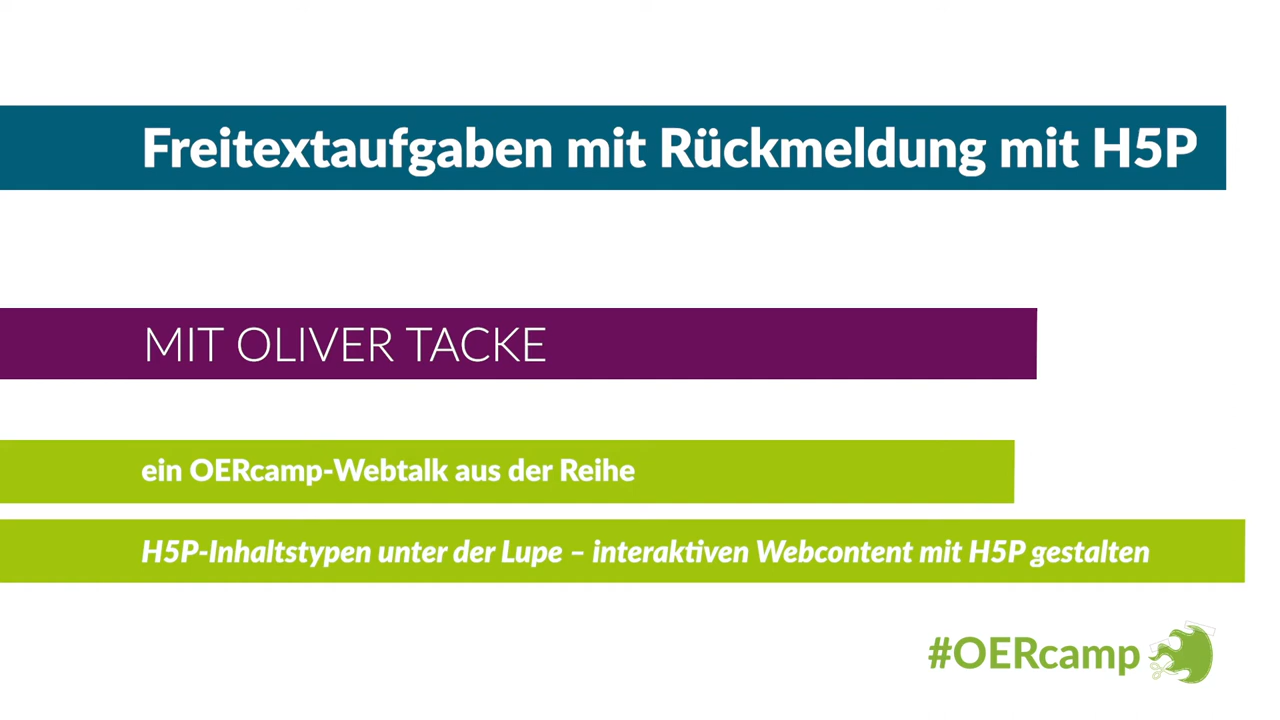 Freitextaufgaben mit Rückmeldung mit H5P
MIT OLIVER TACKE
ein OERcamp-Webtalk aus der Reihe
H5P-Inhaltstypen unter der Lupe – interaktiven Webcontent mit H5P gestalten
#OERcamp